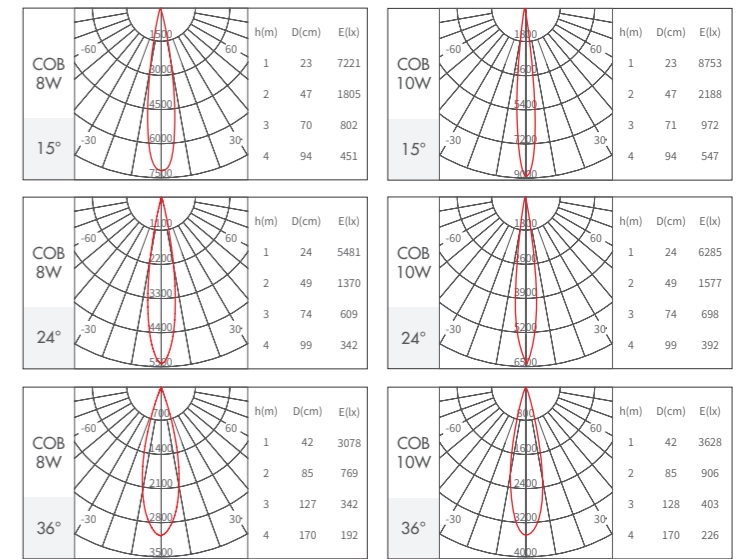 COB
8W
15°
1500
-60 60
3000
4500
6000
-30 30
7500
h(m) D(cm) E(lx)
1 23 7221
2 47 1805
3 70 802
4 94 451
COB
10W
15°
1800
-60 60
3600
5400
7200
-30 30
9000
h(m) D(cm) E(lx)
1 23 8753
2 47 2188
3 71 972
4 94 547
COB
8W
24°
1100
-60 60
2200
3300
4400
-30 30
5500
h(m) D(cm) E(lx)
1 24 5481
2 49 1370
3 74 609
4 99 342
COB
10W
24°
1300
-60 60
2600
3900
5200
-30 30
6500
h(m) D(cm) E(lx)
1 24 6285
2 49 1577
3 74 698
4 99 392
COB
8W
36°
700
-60 60
1400
2100
2800
-30 30
3500
h(m) D(cm) E(lx)
1 42 3078
2 85 769
3 127 342
4 170 192
COB
10W
36°
800
-60 60
1600
2400
3200
-30 30
4000
h(m) D(cm) E(lx)
1 42 3628
2 85 906
3 128 403
4 170 226